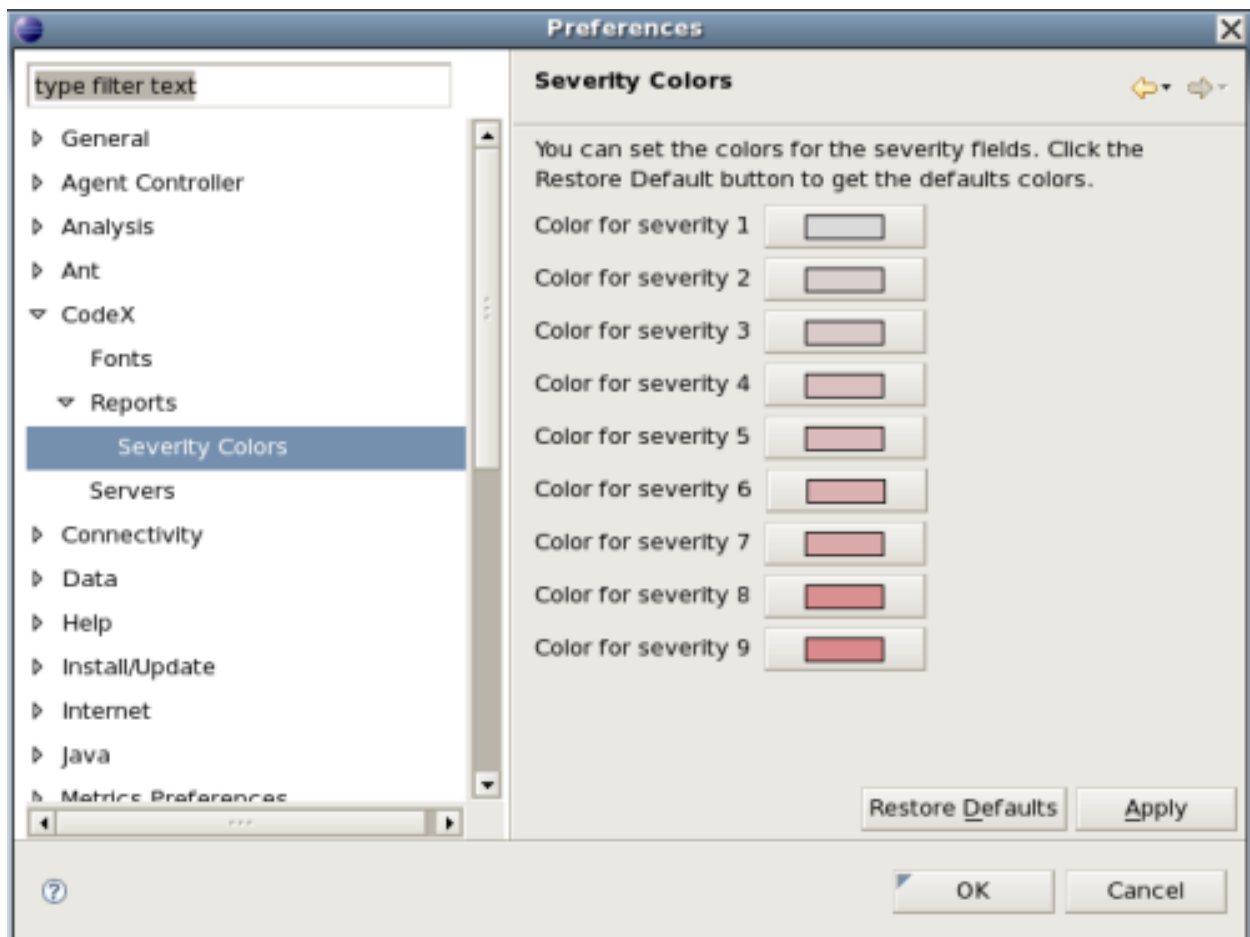 Preferences
type filter text
General
Agent Controller
Analysis
Ant
CodeX
Fonts
Reports
Severity Colors
Servers
Connectivity
Data
Help
Install/Update
Internet
Java
Metrics Preferences
Severity Colors
You can set the colors for the severity fields. Click the
Restore Default button to get the defaults colors.
Color for severity 1
Color for severity 2
Color for severity 3
Color for severity 4
Color for severity 5
Color for severity 6
Color for severity 7
Color for severity 8
Color for severity 9
Restore Defaults
Apply
?
OK
Cancel